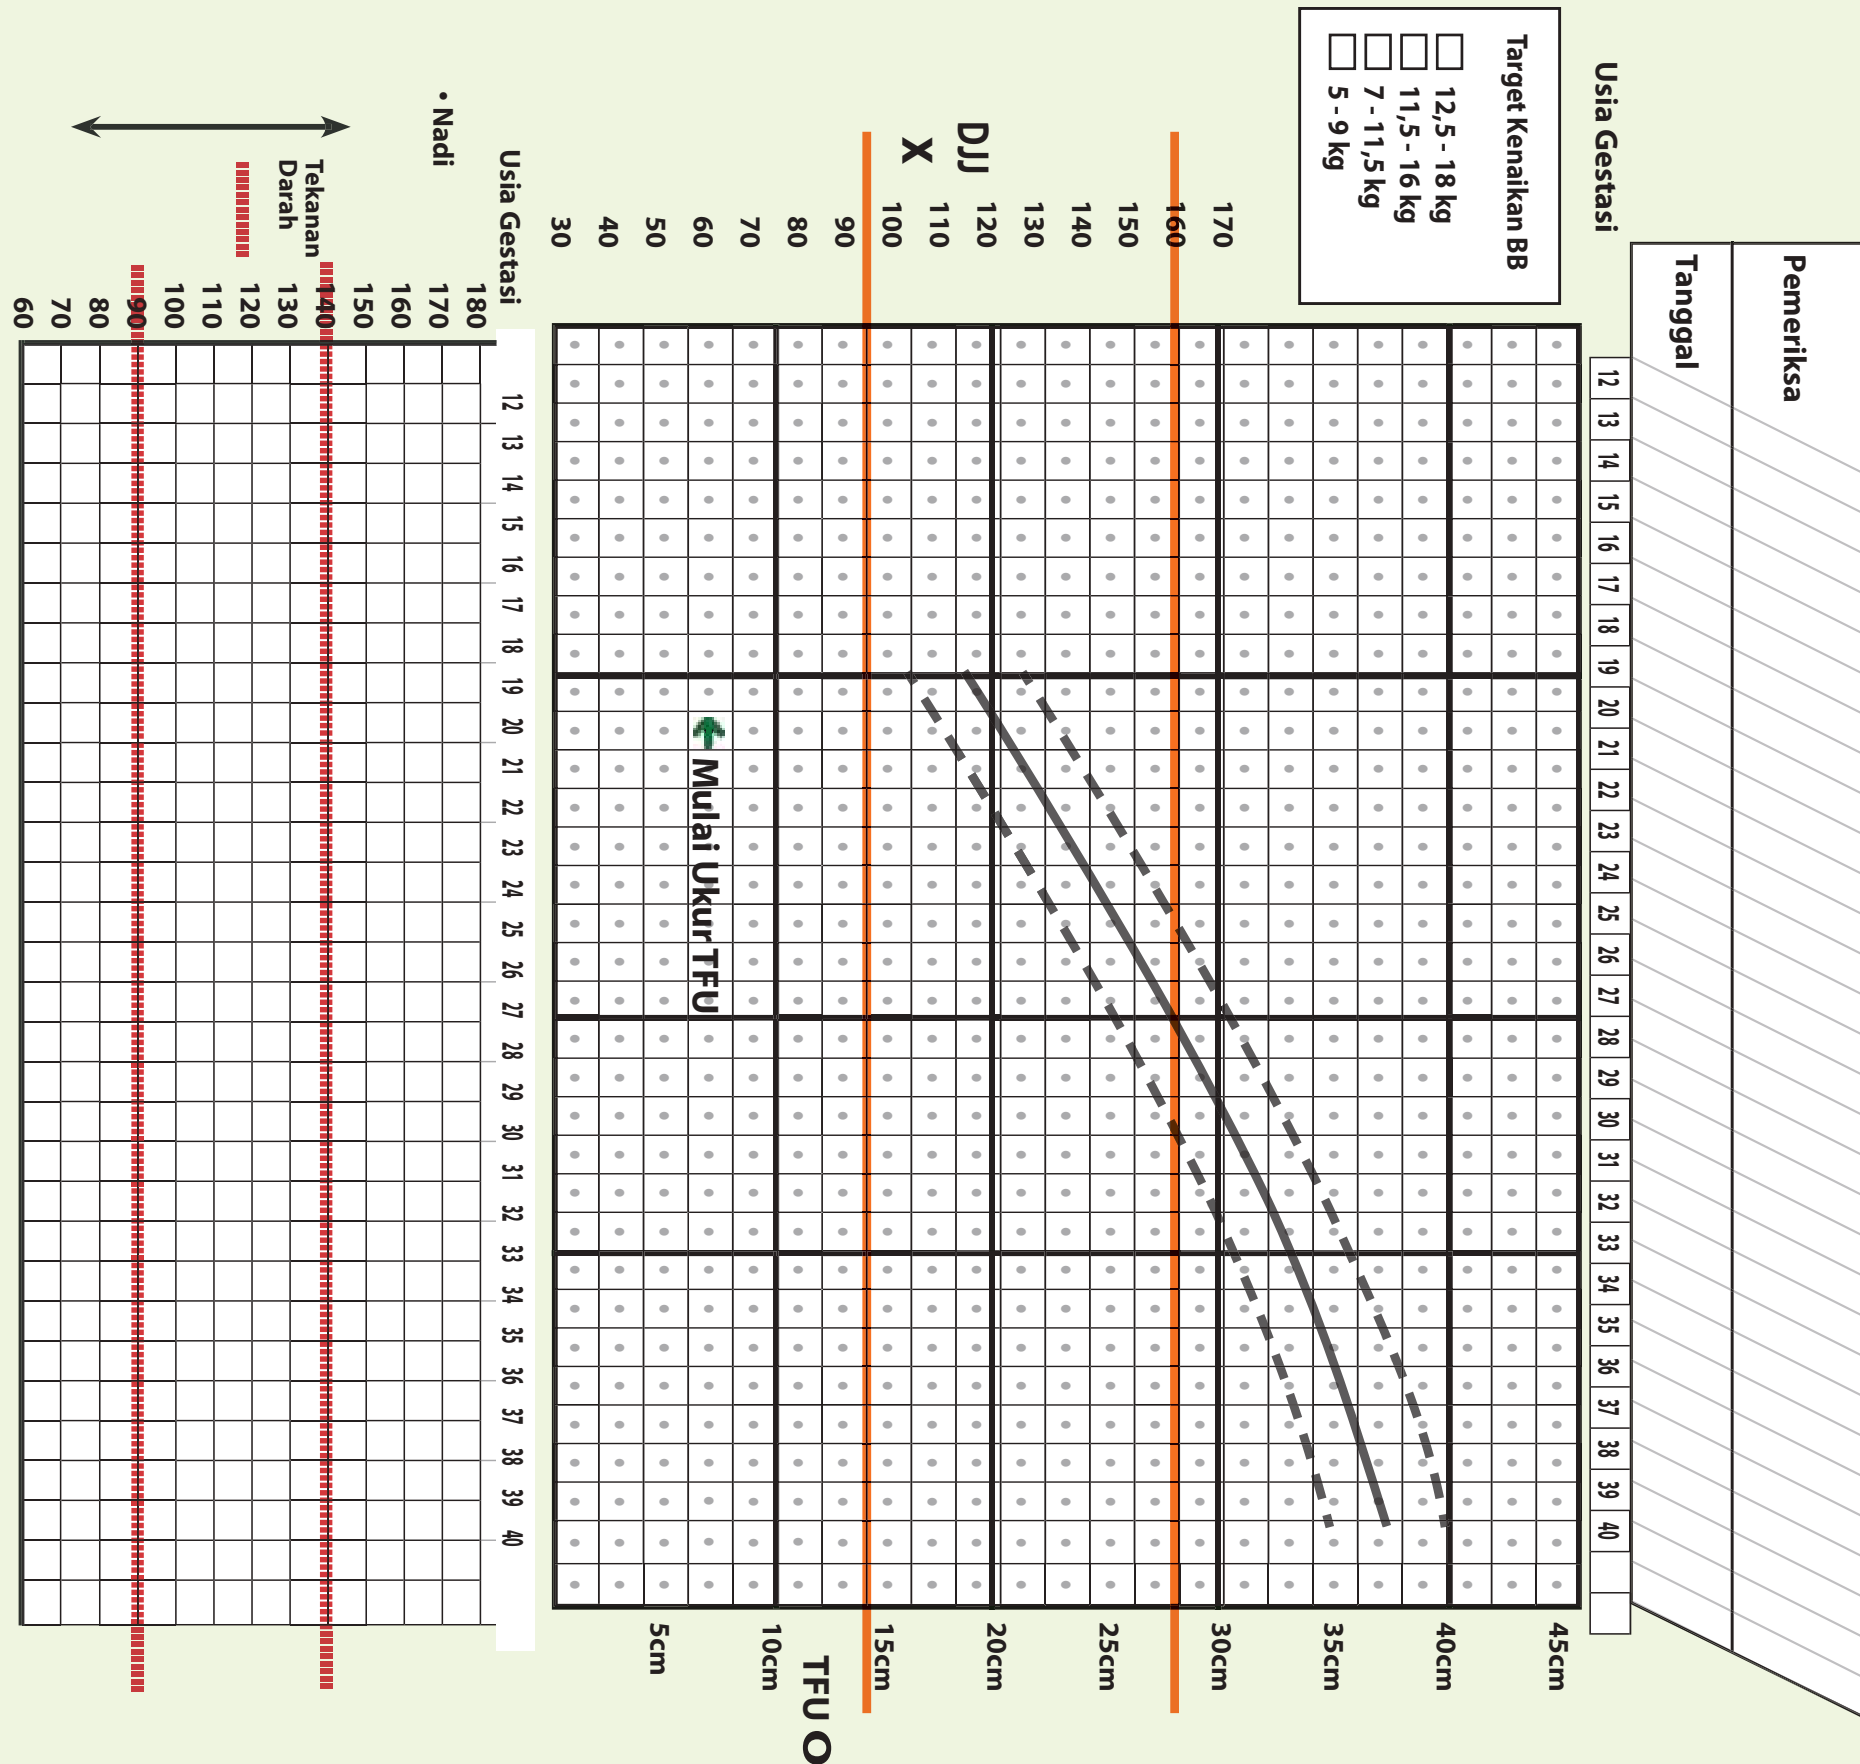 Pemeriksa
Tanggal
Usia Gestasi
12 13 14 15 16 17 18 19 20 21 22 23 24 25 26 27 28 29 30 31 32 33 34 35 36 37 38 39 40
Target Kenaikan BB
12,5 - 18 kg
11,5 - 16 kg
7 - 11,5 kg
5 - 9 kg
DJJ
X
170
160
150
140
130
120
110
100
90
80
70
60
50
40
30
45cm
40cm
35cm
30cm
25cm
20cm
15cm
10cm
5cm
TFU O
Mulai Ukur TFU
Usia Gestasi
12 13 14 15 16 17 18 19 20 21 22 23 24 25 26 27 28 29 30 31 32 33 34 35 36 37 38 39 40
• Nadi
Tekanan
Darah
180
170
160
150
140
130
120
110
100
90
80
70
60